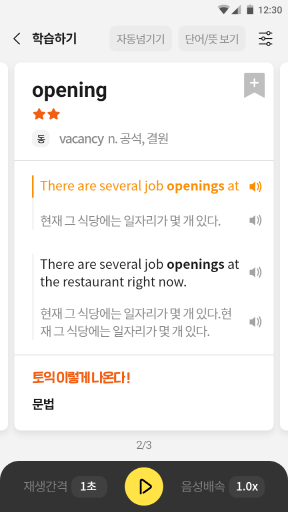 12:30
학습하기
자동넘기기
단어/뜻 보기
opening
동 vacancy n. 공석, 결원
There are several job openings at
현재 그 식당에는 일자리가 몇 개 있다.
There are several job openings at
the restaurant right now.
현재 그 식당에는 일자리가 몇 개 있다.현
재 그 식당에는 일자리가 몇 개 있다.
토익 이렇게 나온다!
문법
2/3
재생간격 1초
음성배속 1.0x